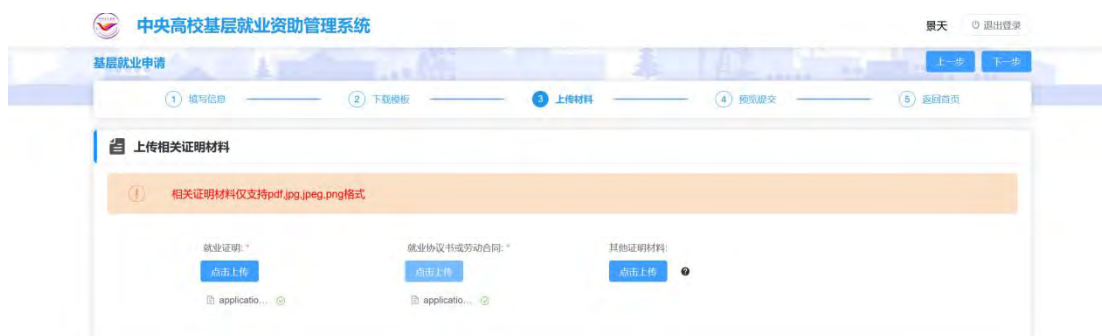 中央高校基层就业资助管理系统
景天 退出登录
基层就业申请
上一步 下一步
1 填写信息 2 下载模板 3 上传材料 4 预览提交 5 返回首页
上传相关证明材料
相关证明材料仅支持pdf,jpg,jpeg,png格式
就业证明: * 就业协议书或劳动合同: * 其他证明材料:
点击上传 点击上传 点击上传 ?
applicatio... applicatio...